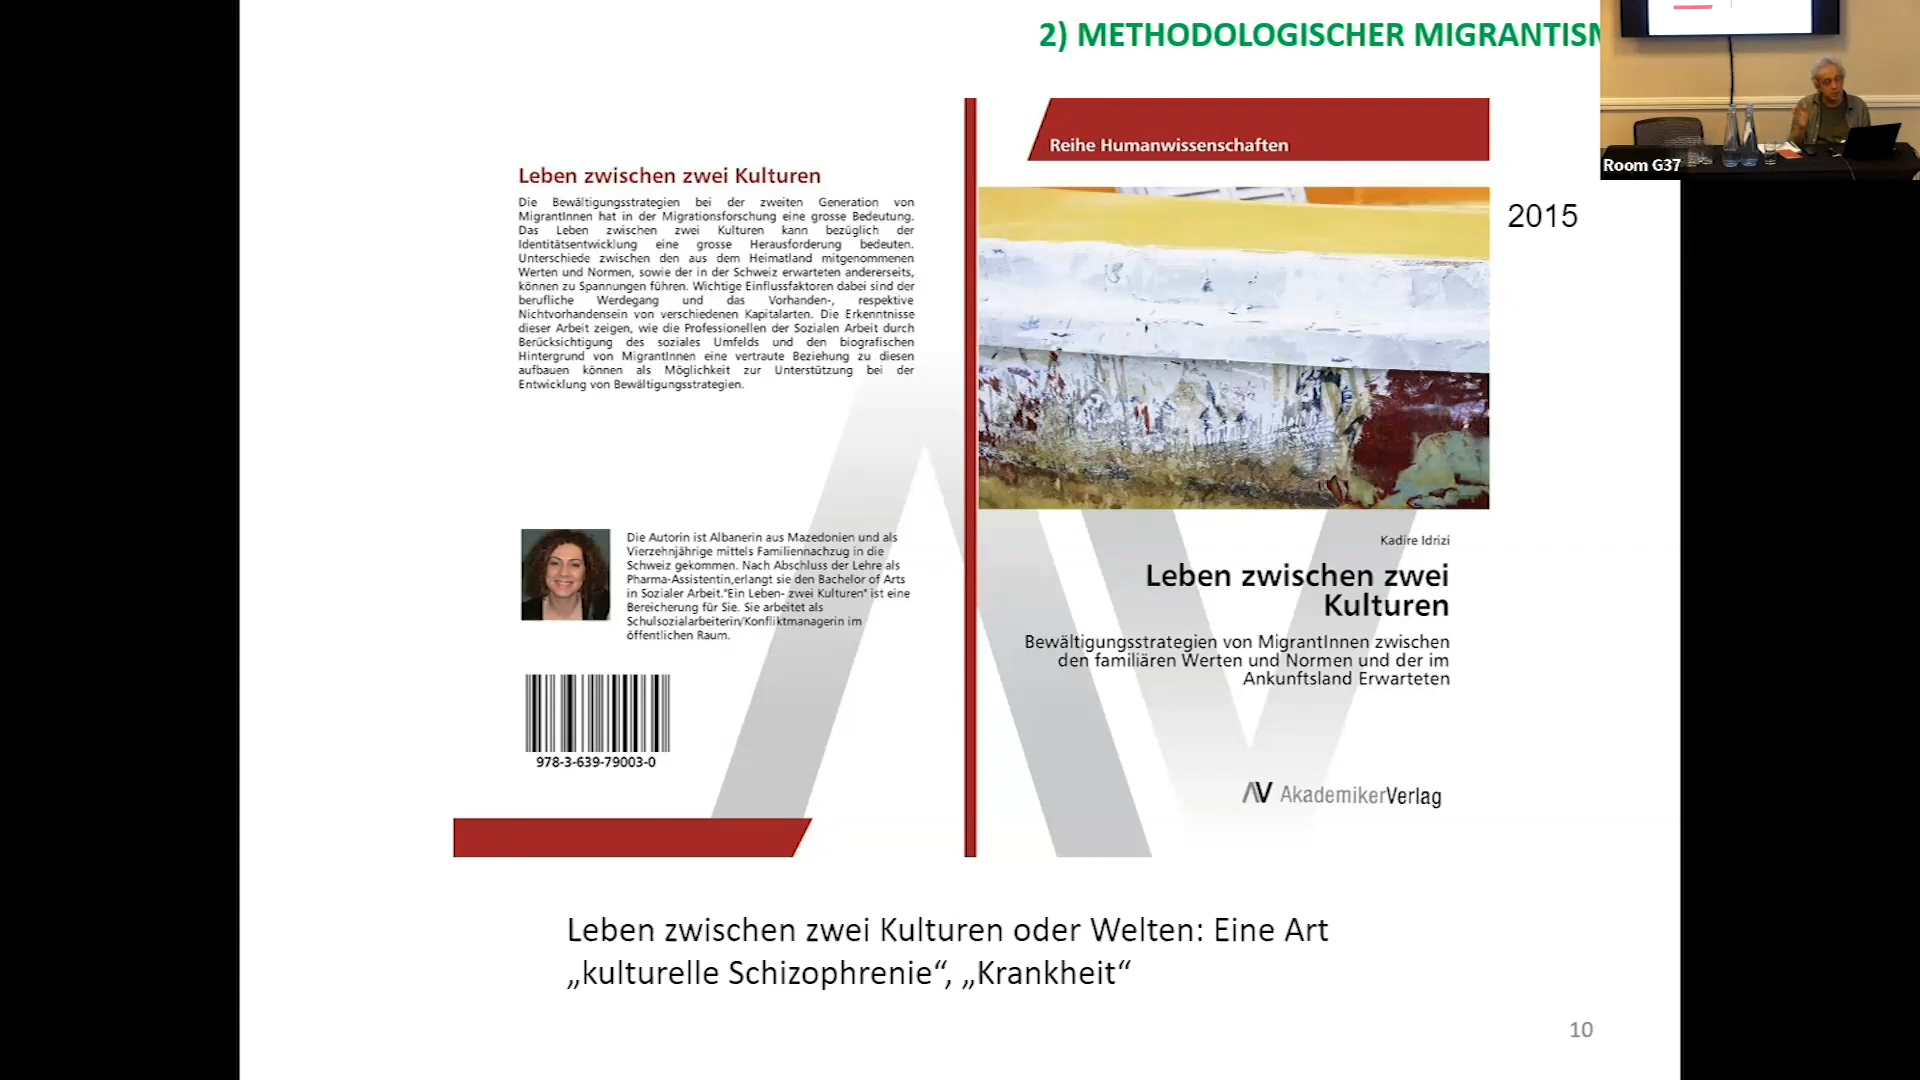 2) METHODOLOGISCHER MIGRANTIS
Room G37
Reihe Humanwissenschaften
2015
Leben zwischen zwei Kulturen
Die Bewältigungsstrategien bei der zweiten Generation von
MigrantInnen hat in der Migrationsforschung eine grosse Bedeutung.
Das Leben zwischen zwei Kulturen kann bezüglich der
Identitätsentwicklung eine grosse Herausforderung bedeuten.
Unterschiede zwischen den aus dem Heimatland mitgenommenen
Werten und Normen, sowie der in der Schweiz erwarteten andererseits,
können zu Spannungen führen. Wichtige Einflussfaktoren dabei sind der
berufliche Werdegang und das Vorhanden-, respektive
Nichtvorhandensein von verschiedenen Kapitalarten. Die Erkenntnisse
dieser Arbeit zeigen, wie die Professionellen der Sozialen Arbeit durch
Berücksichtigung des soziales Umfelds und den biografischen
Hintergrund von MigrantInnen eine vertraute Beziehung zu diesen
aufbauen können als Möglichkeit zur Unterstützung bei der
Entwicklung von Bewältigungsstrategien.
Die Autorin ist Albanerin aus Mazedonien und als
Vierzehnjährige mittels Familiennachzug in die
Schweiz gekommen. Nach Abschluss der Lehre als
Pharma-Assistentin,erlangt sie den Bachelor of Arts
in Sozialer Arbeit."Ein Leben- zwei Kulturen" ist eine
Bereicherung für Sie. Sie arbeitet als
Schulsozialarbeiterin/Konfliktmanagerin im
öffentlichen Raum.
978-3-639-79003-0
Kadire Idrizi
Leben zwischen zwei
Kulturen
Bewältigungsstrategien von MigrantInnen zwischen
den familiären Werten und Normen und der im
Ankunftsland Erwarteten
AV AkademikerVerlag
Leben zwischen zwei Kulturen oder Welten: Eine Art
„kulturelle Schizophrenie“, „Krankheit“
10